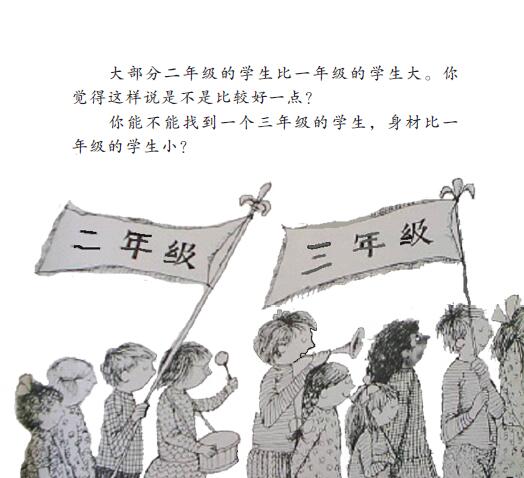 大部分二年级的学生比一年级的学生大。你
觉得这样说是不是比较好一点？
你能不能找到一个三年级的学生，身材比一
年级的学生小？
二年級
三年級